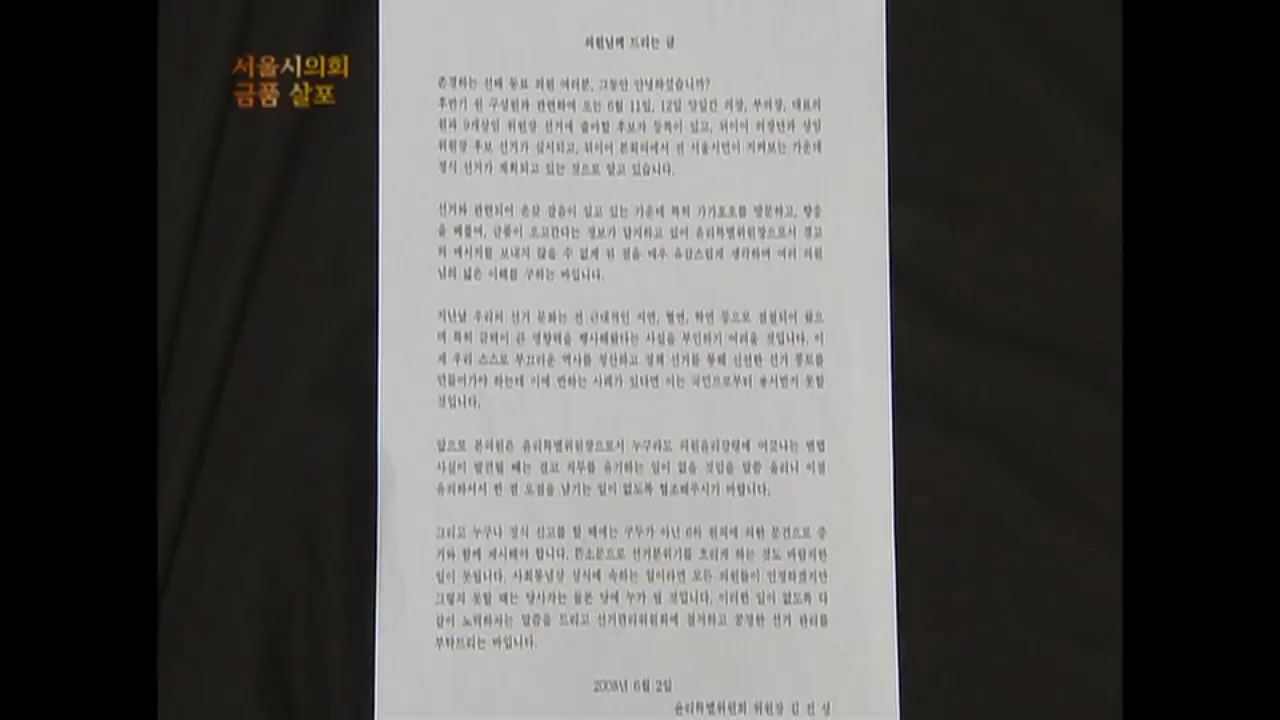 서울시의회
금품 살포
의원님께 드리는 글
존경하는 선배 동료 의원 여러분, 그동안 안녕하셨습니까?
후반기 원 구성원과 관련하여 오는 6월 11일, 12일 양일간 의장, 부의장, 대표의
원과 9개상임 위원장 선거에 출마할 후보자 등록이 있고, 뒤이어 의장단과 상임
위원장 후보 선거가 실시되고, 뒤이어 본회의에서 전 서울시민이 지켜보는 가운데
정식 선거가 계획되고 있는 것으로 알고 있습니다.
선거와 관련되어 온갖 잡음이 일고 있는 가운데 특히 가가호호를 방문하고, 향응
을 베풀며, 금품이 오고간다는 정보가 답지하고 있어 윤리특별위원장으로서 경고
의 메시지를 보내지 않을 수 없게 된 점을 매우 유감스럽게 생각하며 여러 의원
님의 넓은 이해를 구하는 바입니다.
지난날 우리의 선거 문화는 전 근대적인 지연, 혈연, 학연 등으로 점철되어 왔으
며 특히 금력이 큰 영향력을 행사해왔다는 사실을 부인하기 어려울 것입니다. 이
제 우리 스스로 부끄러운 역사를 청산하고 정책 선거를 통해 신선한 선거 풍토를
만들어가야 하는데 이에 반하는 사례가 있다면 이는 국민으로부터 용서받기 못할
것입니다.
앞으로 본의원은 윤리특별위원장으로서 누구라도 의원윤리강령에 어긋나는 범법
사실이 발견될 때는 결코 직무를 유기하는 일이 없을 것임을 말씀 올리니 이점
유의하셔서 한 점 오점을 남기는 일이 없도록 협조해주시기 바랍니다.
그리고 누구나 정식 신고를 할 때에는 구두가 아닌 6하 원칙에 의한 문건으로 증
거와 함께 제시해야 합니다. 뜬소문으로 선거분위기를 흐리게 하는 것도 바람직한
일이 못됩니다. 사회통념상 상식에 속하는 일이라면 모든 의원들이 인정하겠지만
그렇지 못할 때는 당사자는 물론 당에 누가 될 것입니다. 이러한 일이 없도록 다
같이 노력하자는 말씀을 드리고 선거관리위원회에 철저하고 공정한 선거 관리를
부탁드리는 바입니다.
2008년 6월 2일
윤리특별위원회 위원장 김 진 성